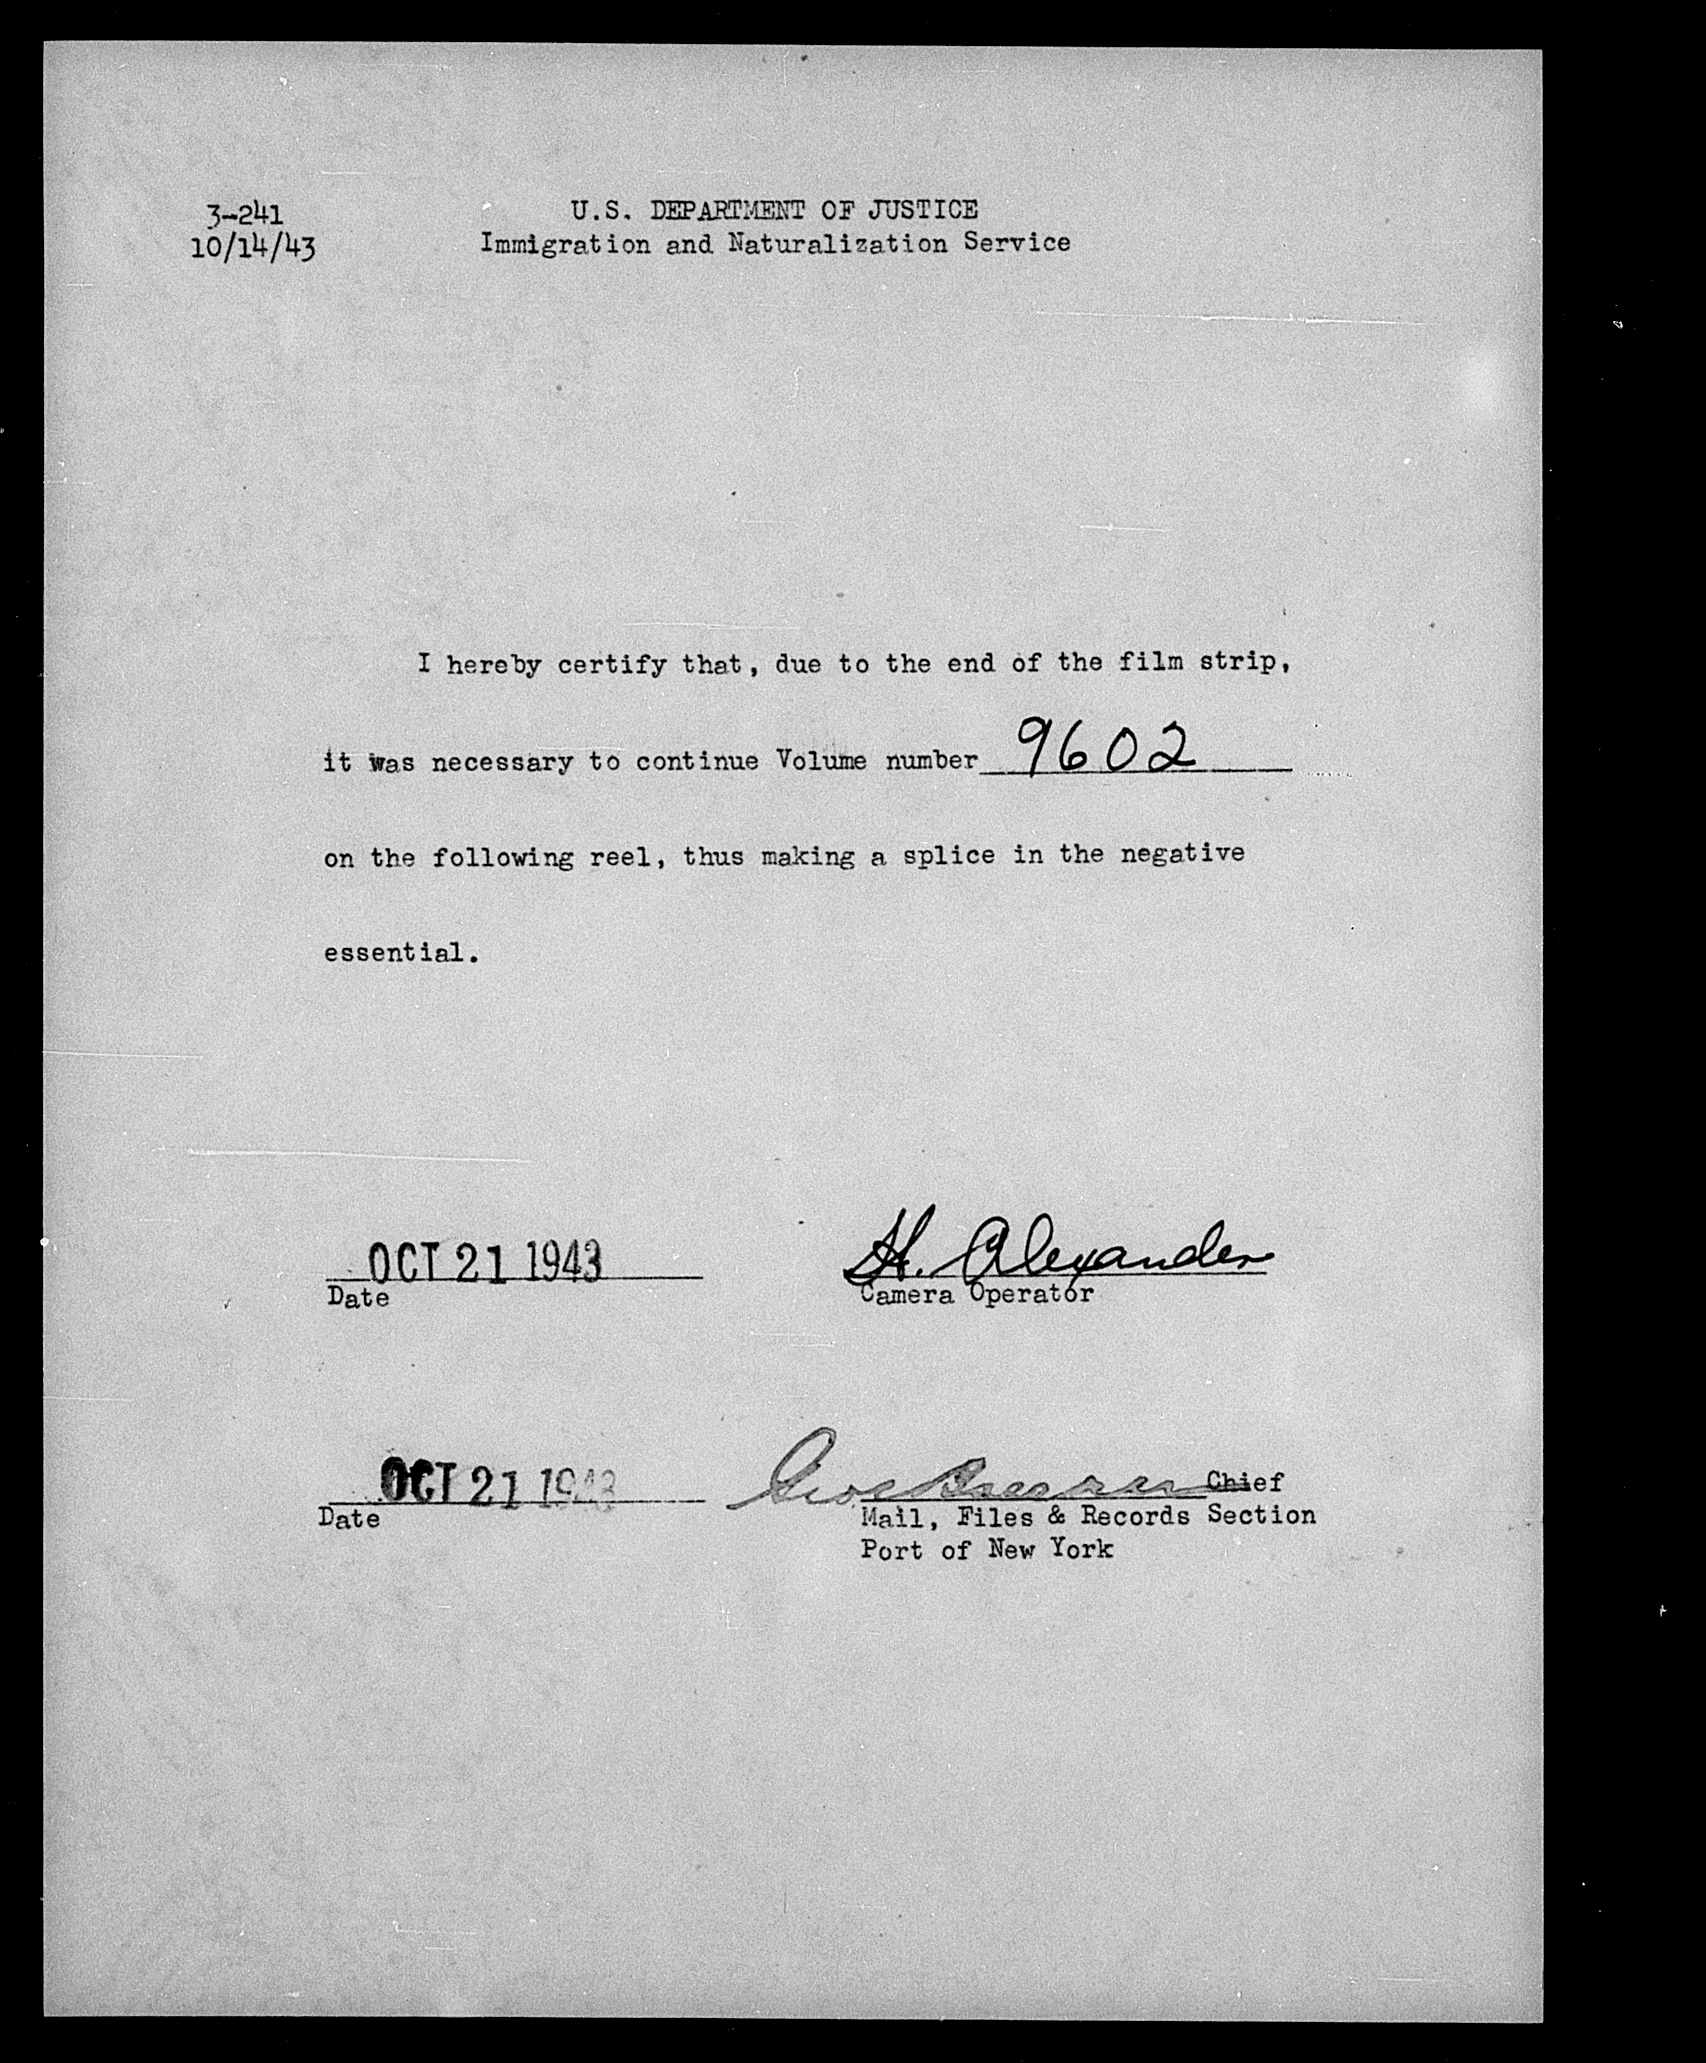 3-241
10/14/43
U.S. DEPARTMENT OF JUSTICE
Immigration and Naturalization Service
I hereby certify that, due to the end of the film strip,
it was necessary to continue Volume number 9602
on the following reel, thus making a splice in the negative
essential.
OCT 21 1943
Date
H. Alexander
Camera Operator
OCT 21 1943
Date
Chief
Mail, Files & Records Section
Port of New York